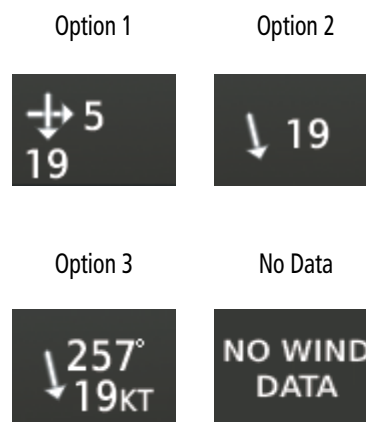 Option 1
Option 2
5
19
19
Option 3
No Data
257°
19KT
NO WIND
DATA